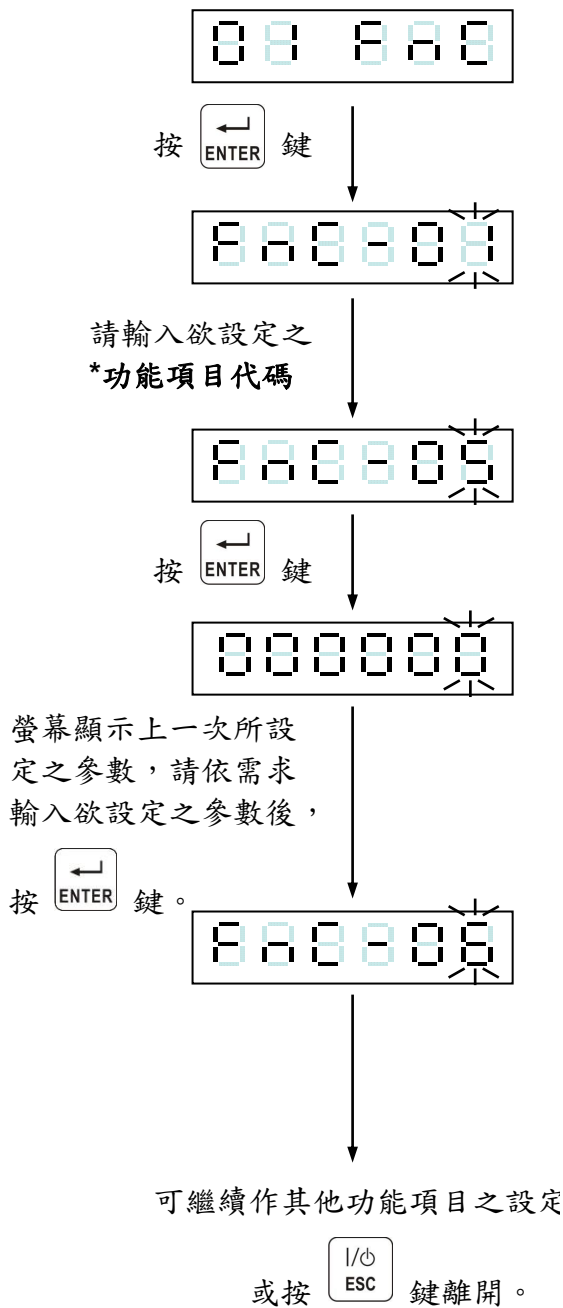 01 FnC
按 ENTER 鍵
FnC-01
請輸入欲設定之
*功能項目代碼
FnC-05
按 ENTER 鍵
000000
螢幕顯示上一次所設
定之參數，請依需求
輸入欲設定之參數後，
按 ENTER 鍵。
FnC-06
可繼續作其他功能項目之設定
或按 I/⏻ ESC 鍵離開。